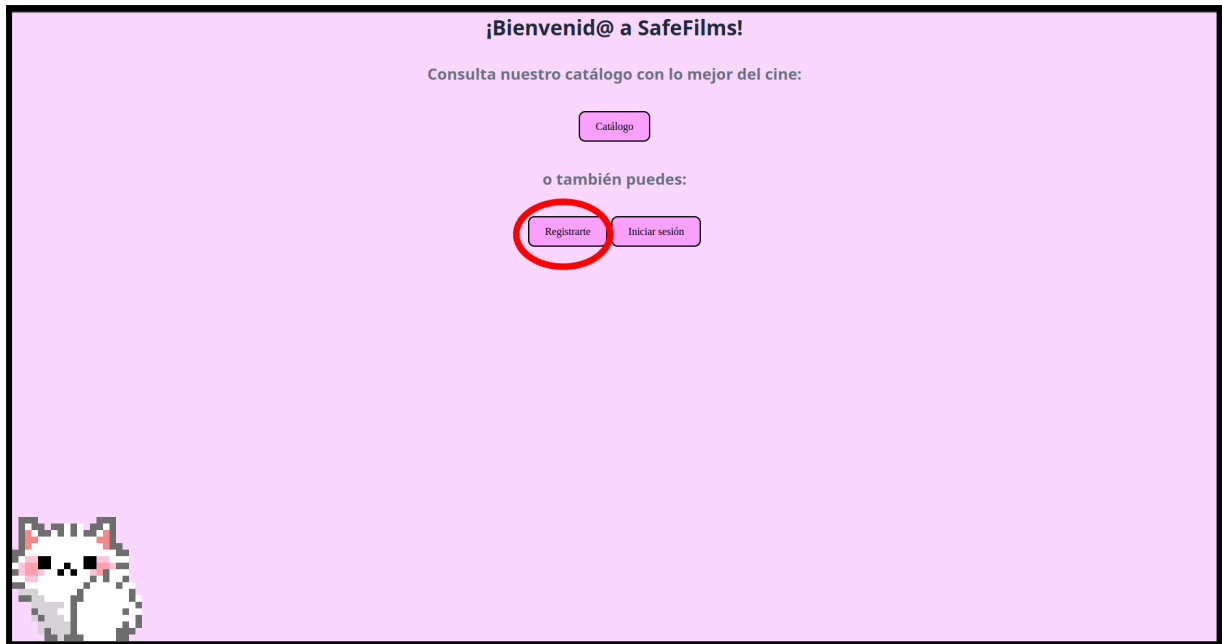 ¡Bienvenid@ a SafeFilms!
Consulta nuestro catálogo con lo mejor del cine:
Catálogo
o también puedes:
Registrarte Iniciar sesión